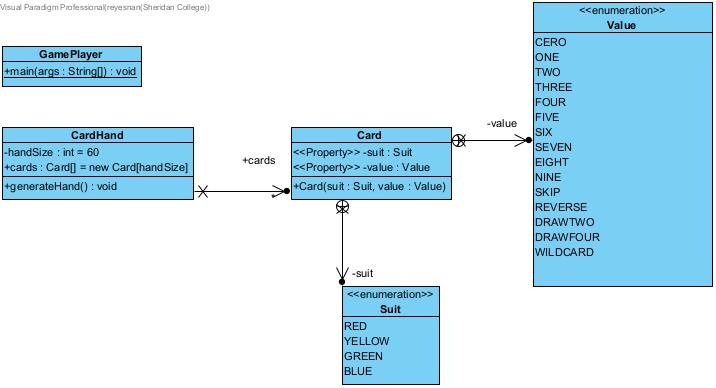 Visual Paradigm Professional(reyesnan(Sheridan College))
<<enumeration>>
Value
CERO
ONE
TWO
THREE
FOUR
FIVE
SIX
SEVEN
EIGHT
NINE
SKIP
REVERSE
DRAWTWO
DRAWFOUR
WILDCARD
GamePlayer
+main(args : String[]) : void
CardHand
-handSize : int = 60
+cards : Card[] = new Card[handSize]
+generateHand() : void
+cards
Card
<<Property>> -suit : Suit
<<Property>> -value : Value
+Card(suit : Suit, value : Value)
-value
-suit
<<enumeration>>
Suit
RED
YELLOW
GREEN
BLUE